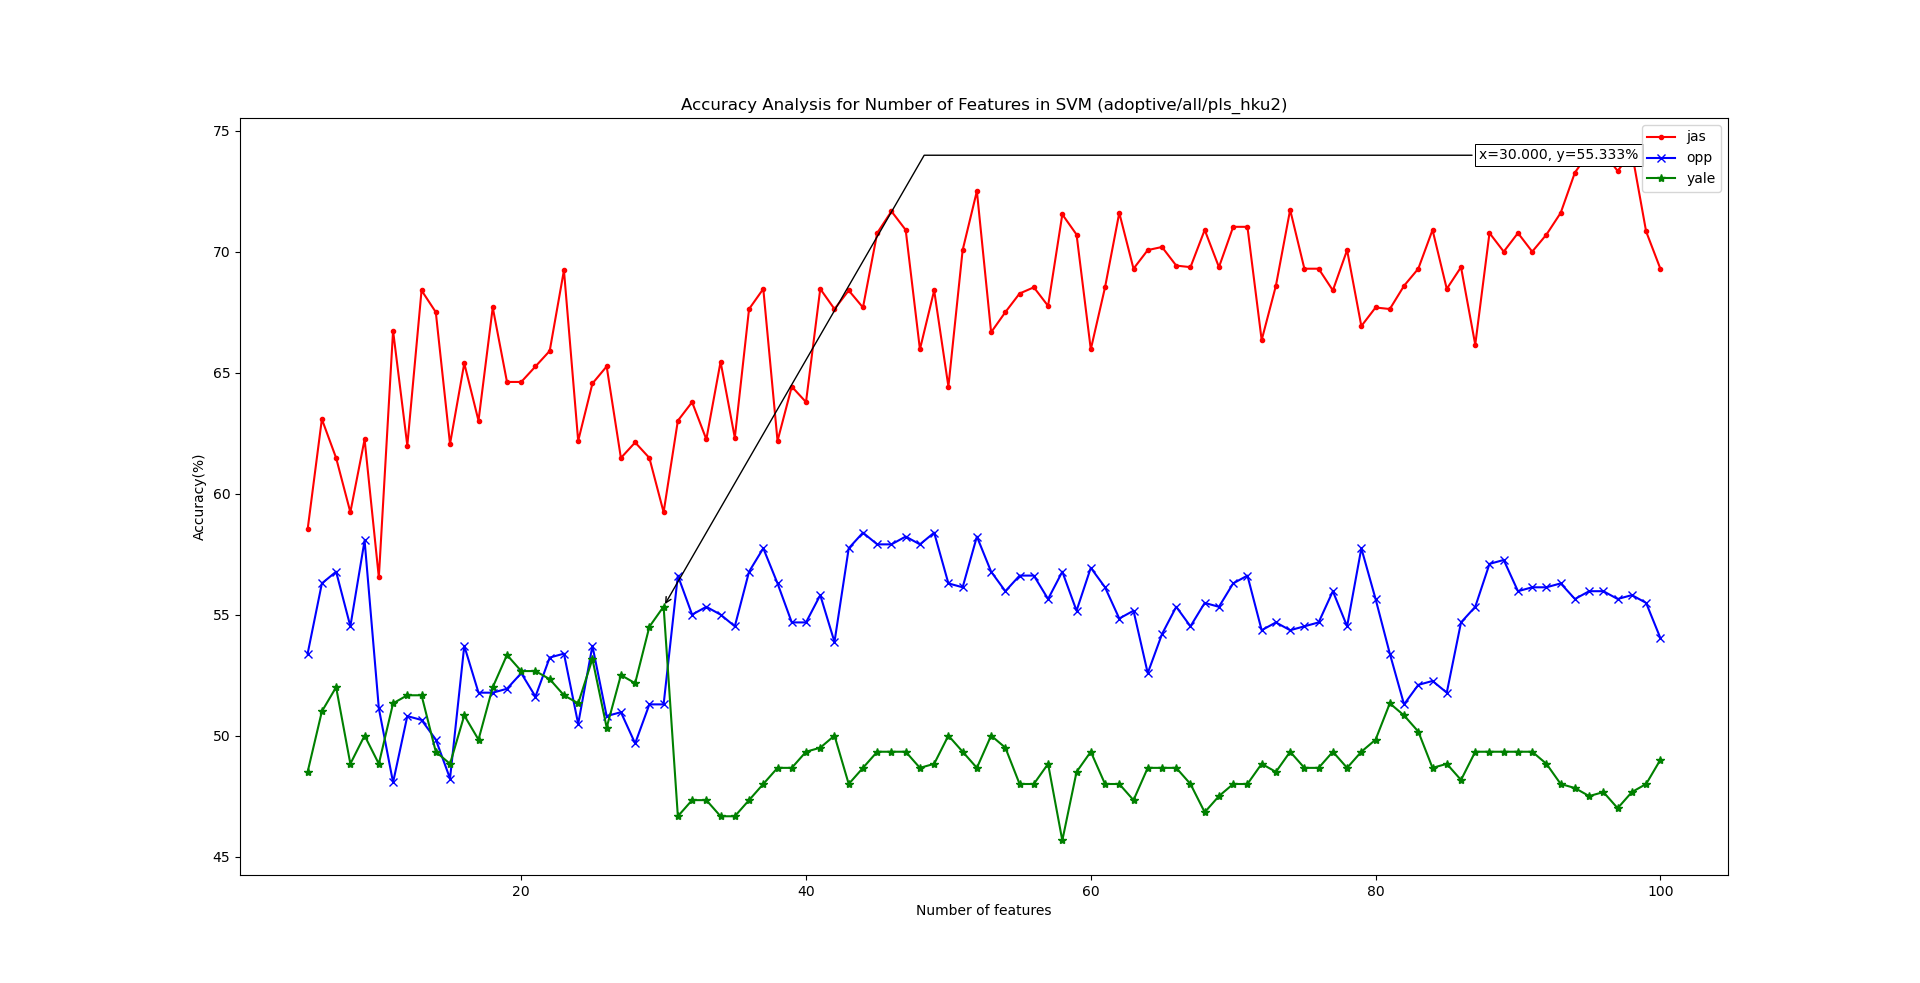 Accuracy Analysis for Number of Features in SVM (adoptive/all/pls_hku2)
75
70
65
60
55
50
45
Accuracy(%)
x=30.000, y=55.333%
jas
opp
yale
20 40 60 80 100
Number of features